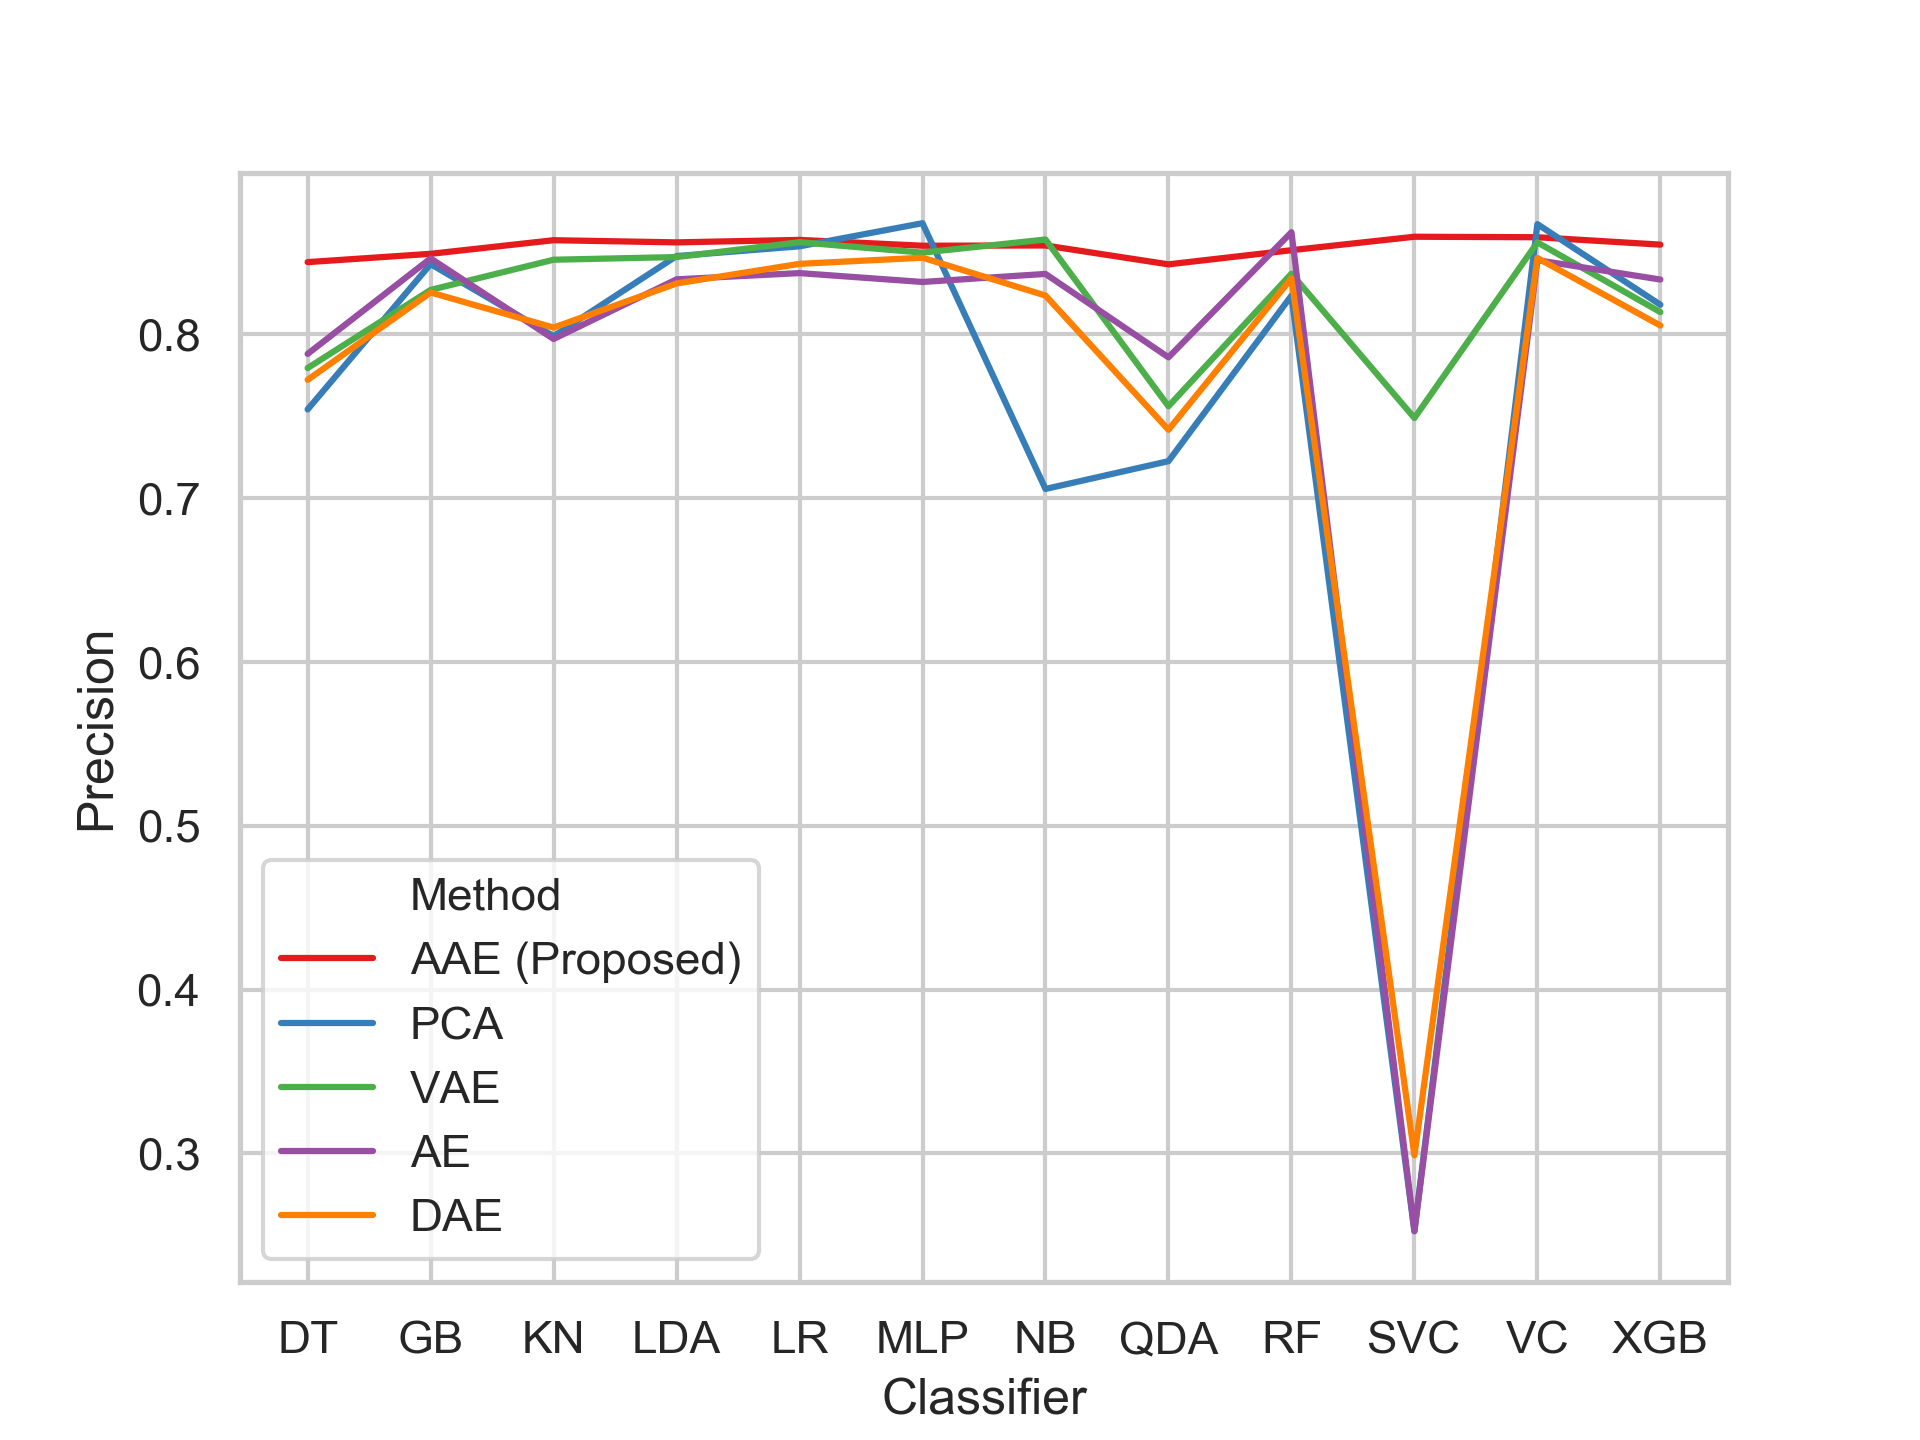 0.8
0.7
0.6
0.5
0.4
0.3
Precision
Method
AAE (Proposed)
PCA
VAE
AE
DAE
DT GB KN LDA LR MLP NB QDA RF SVC VC XGB
Classifier